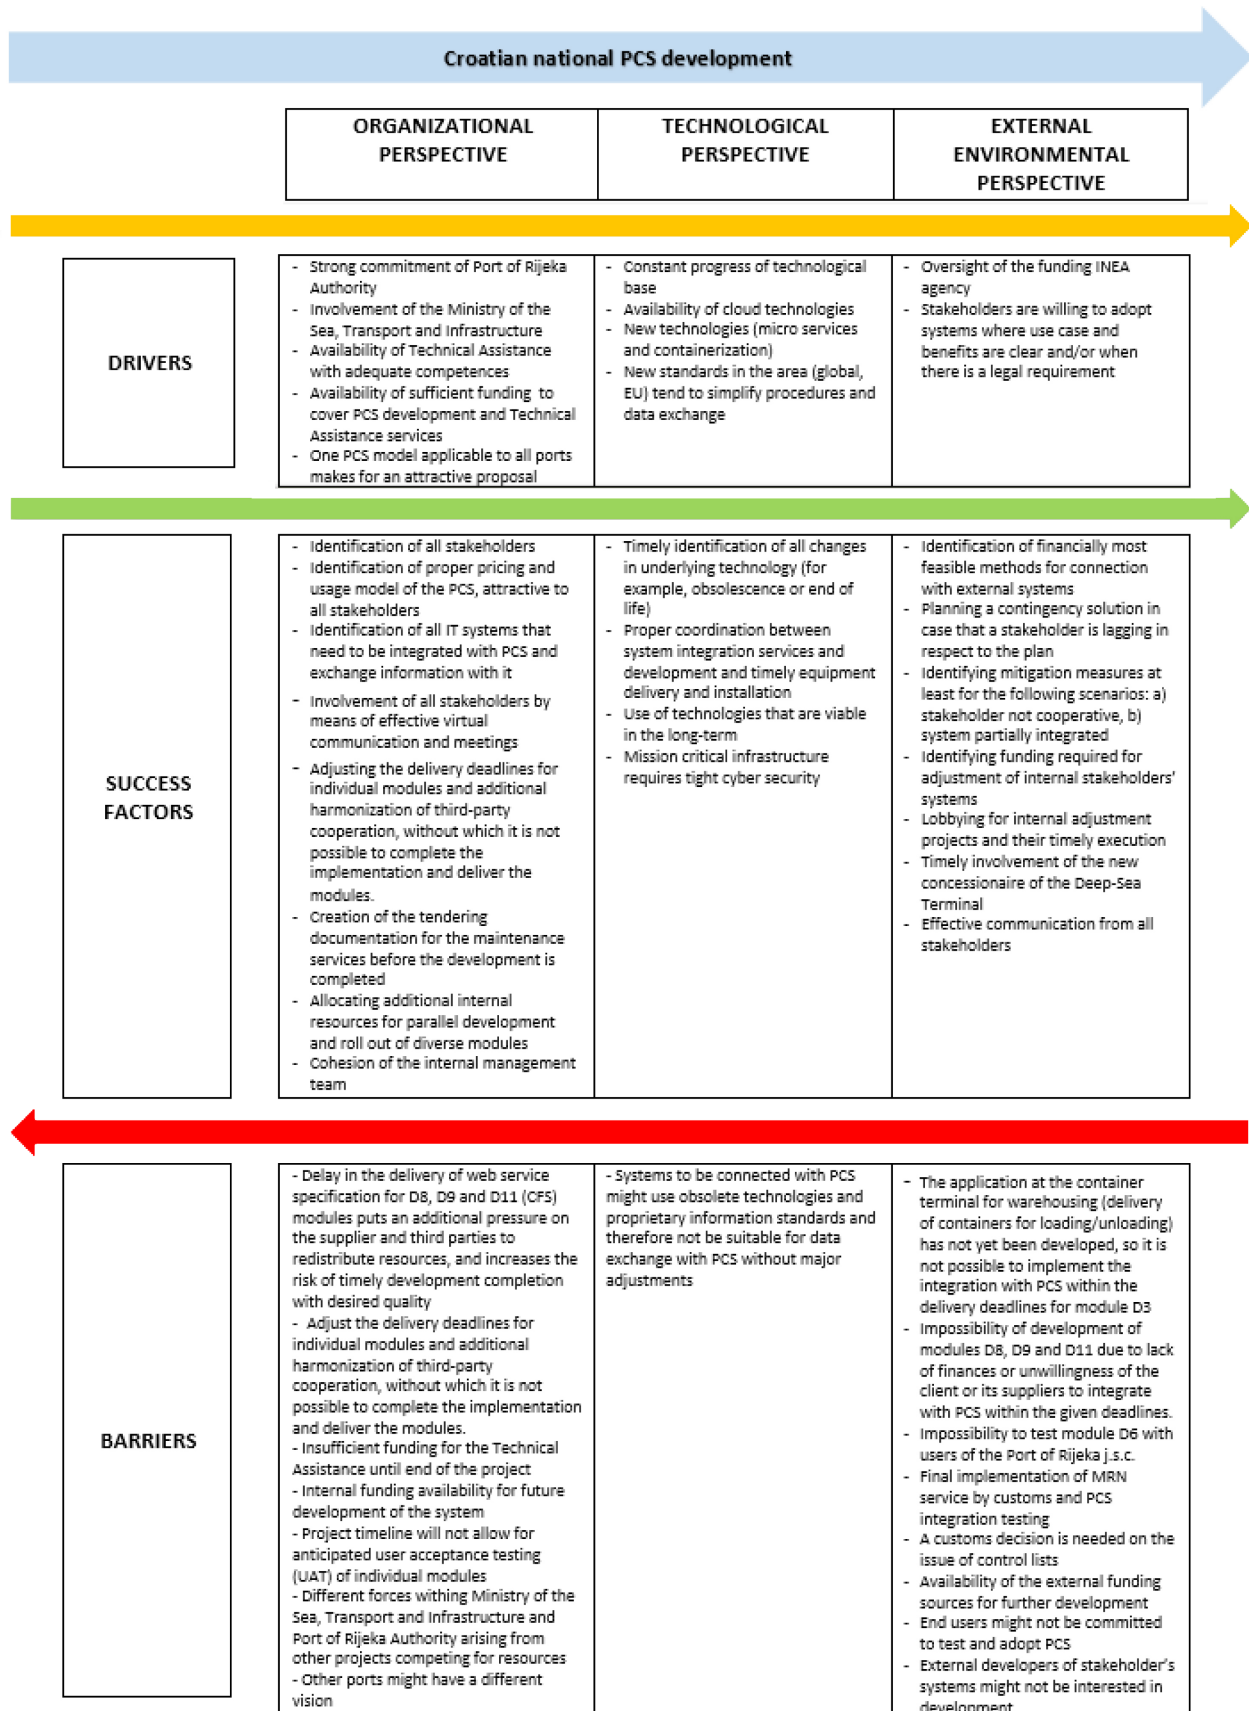 Croatian national PCS development
ORGANIZATIONAL
PERSPECTIVE
TECHNOLOGICAL
PERSPECTIVE
EXTERNAL
ENVIRONMENTAL
PERSPECTIVE
DRIVERS
- Strong commitment of Port of Rijeka
Authority
- Involvement of the Ministry of the
Sea, Transport and Infrastructure
- Availability of Technical Assistance
with adequate competences
- Availability of sufficient funding to
cover PCS development and Technical
Assistance services
- One PCS model applicable to all ports
makes for an attractive proposal
- Constant progress of technological
base
- Availability of cloud technologies
- New technologies (micro services
and containerization)
- New standards in the area (global,
EU) tend to simplify procedures and
data exchange
- Oversight of the funding INEA
agency
- Stakeholders are willing to adopt
systems where use case and
benefits are clear and/or when
there is a legal requirement
SUCCESS
FACTORS
- Identification of all stakeholders
- Identification of proper pricing and
usage model of the PCS, attractive to
all stakeholders
- Identification of all IT systems that
need to be integrated with PCS and
exchange information with it
- Involvement of all stakeholders by
means of effective virtual
communication and meetings
- Adjusting the delivery deadlines for
individual modules and additional
harmonization of third-party
cooperation, without which it is not
possible to complete the
implementation and deliver the
modules.
- Creation of the tendering
documentation for the maintenance
services before the development is
completed
- Allocating additional internal
resources for parallel development
and roll out of diverse modules
- Cohesion of the internal management
team
- Timely identification of all changes
in underlying technology (for
example, obsolescence or end of
life)
- Proper coordination between
system integration services and
development and timely equipment
delivery and installation
- Use of technologies that are viable
in the long-term
- Mission critical infrastructure
requires tight cyber security
- Identification of financially most
feasible methods for connection
with external systems
- Planning a contingency solution in
case that a stakeholder is lagging in
respect to the plan
- Identifying mitigation measures at
least for the following scenarios: a)
stakeholder not cooperative, b)
system partially integrated
- Identifying funding required for
adjustment of internal stakeholders'
systems
- Lobbying for internal adjustment
projects and their timely execution
- Timely involvement of the new
concessionaire of the Deep-Sea
Terminal
- Effective communication from all
stakeholders
BARRIERS
- Delay in the delivery of web service
specification for D8, D9 and D11 (CFS)
modules puts an additional pressure on
the supplier and third parties to
redistribute resources, and increases the
risk of timely development completion
with desired quality
- Adjust the delivery deadlines for
individual modules and additional
harmonization of third-party
cooperation, without which it is not
possible to complete the implementation
and deliver the modules.
- Insufficient funding for the Technical
Assistance until end of the project
- Internal funding availability for future
development of the system
- Project timeline will not allow for
anticipated user acceptance testing
(UAT) of individual modules
- Different forces withing Ministry of the
Sea, Transport and Infrastructure and
Port of Rijeka Authority arising from
other projects competing for resources
- Other ports might have a different
vision
- Systems to be connected with PCS
might use obsolete technologies and
proprietary information standards and
therefore not be suitable for data
exchange with PCS without major
adjustments
- The application at the container
terminal for warehousing (delivery
of containers for loading/unloading)
has not yet been developed, so it is
not possible to implement the
integration with PCS within the
delivery deadlines for module D3
- Impossibility of development of
modules D8, D9 and D11 due to lack
of finances or unwillingness of the
client or its suppliers to integrate
with PCS within the given deadlines.
- Impossibility to test module D6 with
users of the Port of Rijeka j.s.c.
- Final implementation of MRN
service by customs and PCS
integration testing
- A customs decision is needed on the
issue of control lists
- Availability of the external funding
sources for further development
- End users might not be committed
to test and adopt PCS
- External developers of stakeholder's
systems might not be interested in
development